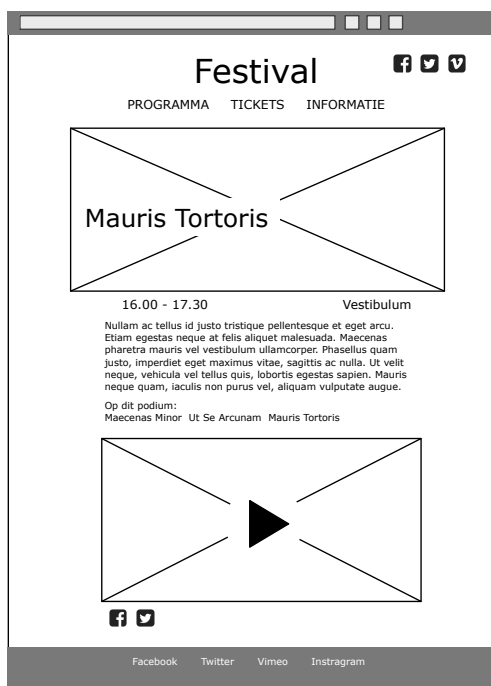 Festival
PROGRAMMA TICKETS INFORMATIE
Mauris Tortoris
16.00 - 17.30 Vestibulum
Nullam ac tellus id justo tristique pellentesque et eget arcu.
Etiam egestas neque at felis aliquet malesuada. Maecenas
pharetra mauris vel vestibulum ullamcorper. Phasellus quam
justo, imperdiet eget maximus vitae, sagittis ac nulla. Ut velit
neque, vehicula vel tellus quis, lobortis egestas sapien. Mauris
neque quam, iaculis non purus vel, aliquam vulputate augue.
Op dit podium:
Maecenas Minor Ut Se Arcunam Mauris Tortoris
Facebook Twitter Vimeo Instragram